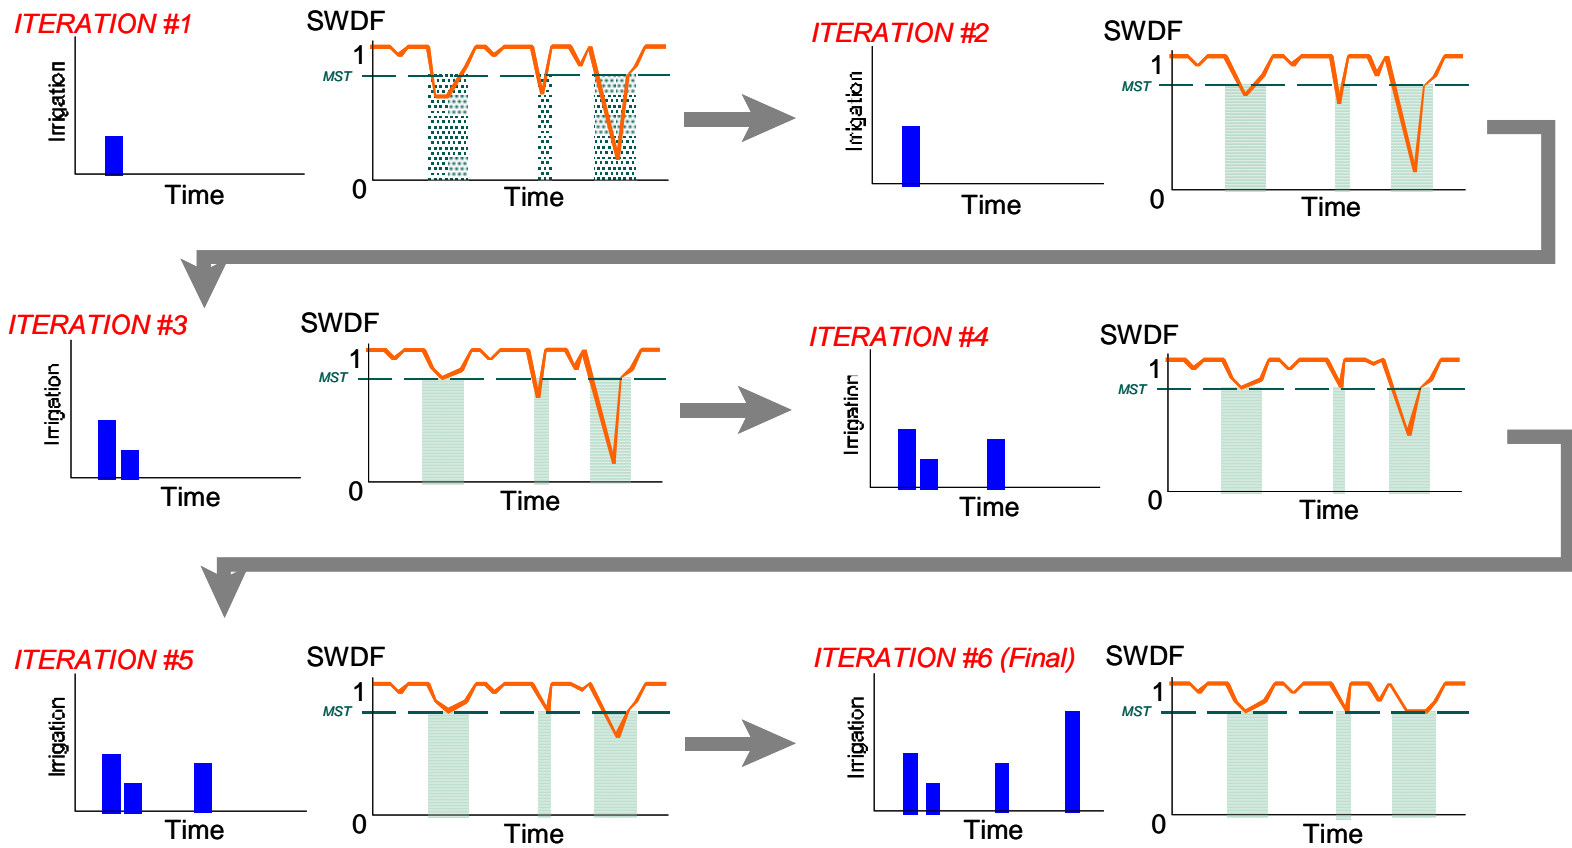 ITERATION #1
Irrigation
Time
SWDF
1
MST
0
Time
ITERATION #2
Irrigation
Time
SWDF
1
MST
0
Time
ITERATION #3
Irrigation
Time
SWDF
1
MST
0
Time
ITERATION #4
Irrigation
Time
SWDF
1
MST
0
Time
ITERATION #5
Irrigation
Time
SWDF
1
MST
0
Time
ITERATION #6 (Final)
Irrigation
Time
SWDF
1
MST
0
Time